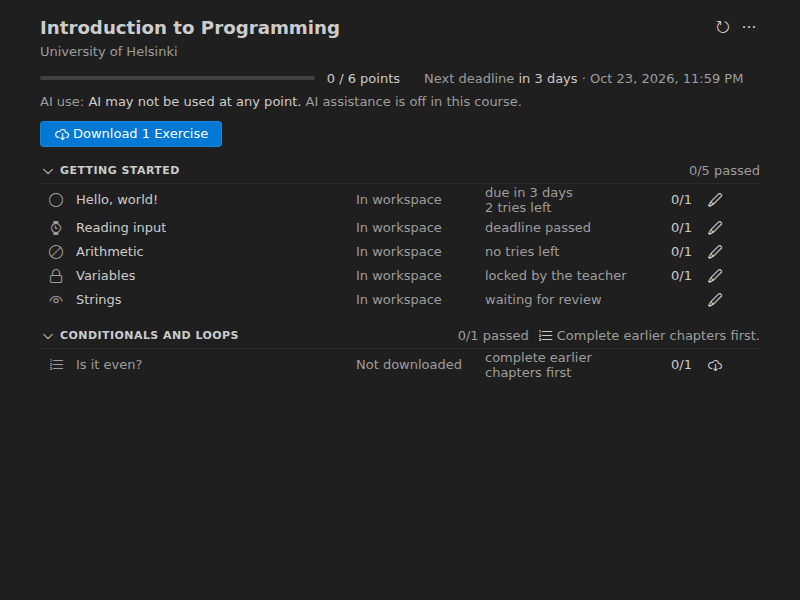 Introduction to Programming
University of Helsinki
0 / 6 points Next deadline in 3 days · Oct 23, 2026, 11:59 PM
AI use: AI may not be used at any point. AI assistance is off in this course.
Download 1 Exercise
GETTING STARTED 0/5 passed
Hello, world! In workspace due in 3 days 0/1
2 tries left
Reading input In workspace deadline passed 0/1
Arithmetic In workspace no tries left 0/1
Variables In workspace locked by the teacher 0/1
Strings In workspace waiting for review
CONDITIONALS AND LOOPS 0/1 passed Complete earlier chapters first.
Is it even? Not downloaded complete earlier 0/1
chapters first